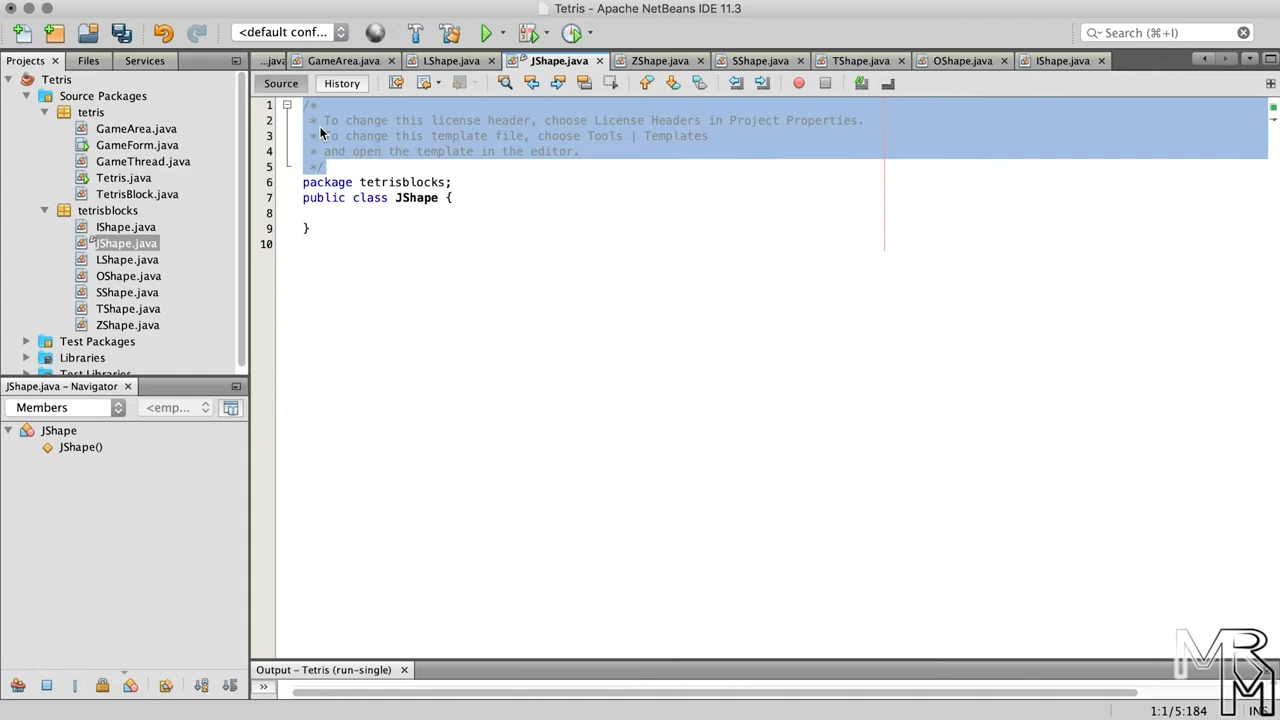 Tetris - Apache NetBeans IDE 11.3
<default conf...
Search (⌘+I)
Projects
Files
Services
...java
GameArea.java
LShape.java
JShape.java
ZShape.java
SShape.java
TShape.java
OShape.java
IShape.java
Source
History
Tetris
Source Packages
tetris
GameArea.java
GameForm.java
GameThread.java
Tetris.java
TetrisBlock.java
tetrisblocks
IShape.java
JShape.java
LShape.java
OShape.java
SShape.java
TShape.java
ZShape.java
Test Packages
Libraries
Test Libraries
1 /*
2 * To change this license header, choose License Headers in Project Properties.
3 * To change this template file, choose Tools | Templates
4 * and open the template in the editor.
5 */
6 package tetrisblocks;
7 public class JShape {
8
9 }
10
JShape.java - Navigator
Members
<emp...
JShape
JShape()
Output - Tetris (run-single)
1:1/5:184
INS
MRM